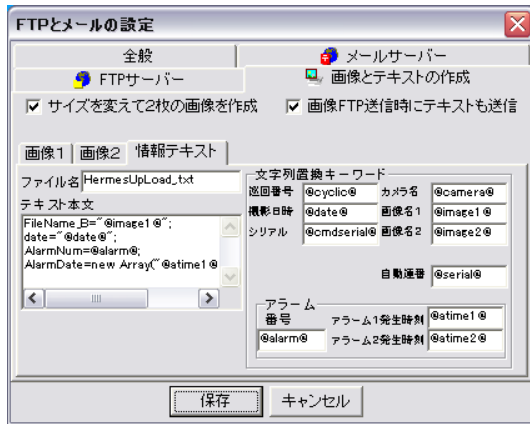 FTPとメールの設定
全般
メールサーバー
FTPサーバー
画像とテキストの作成
サイズを変えて2枚の画像を作成
画像FTP送信時にテキストも送信
画像1
画像2
情報テキスト
ファイル名
HermesUpLoad_txt
テキスト本文
FileName_B="@image1@";
date="@date@";
AlarmNum=@alarm@;
AlarmDate=new Array("@atime1@
文字列置換キーワード
巡回番号 @cyclic@ カメラ名 @camera@
撮影日時 @date@ 画像名1 @image1@
シリアル @cmdserial@ 画像名2 @image2@
自動連番 @serial@
アラーム
番号
アラーム1発生時刻 @atime1@
@alarm@ アラーム2発生時刻 @atime2@
保存
キャンセル